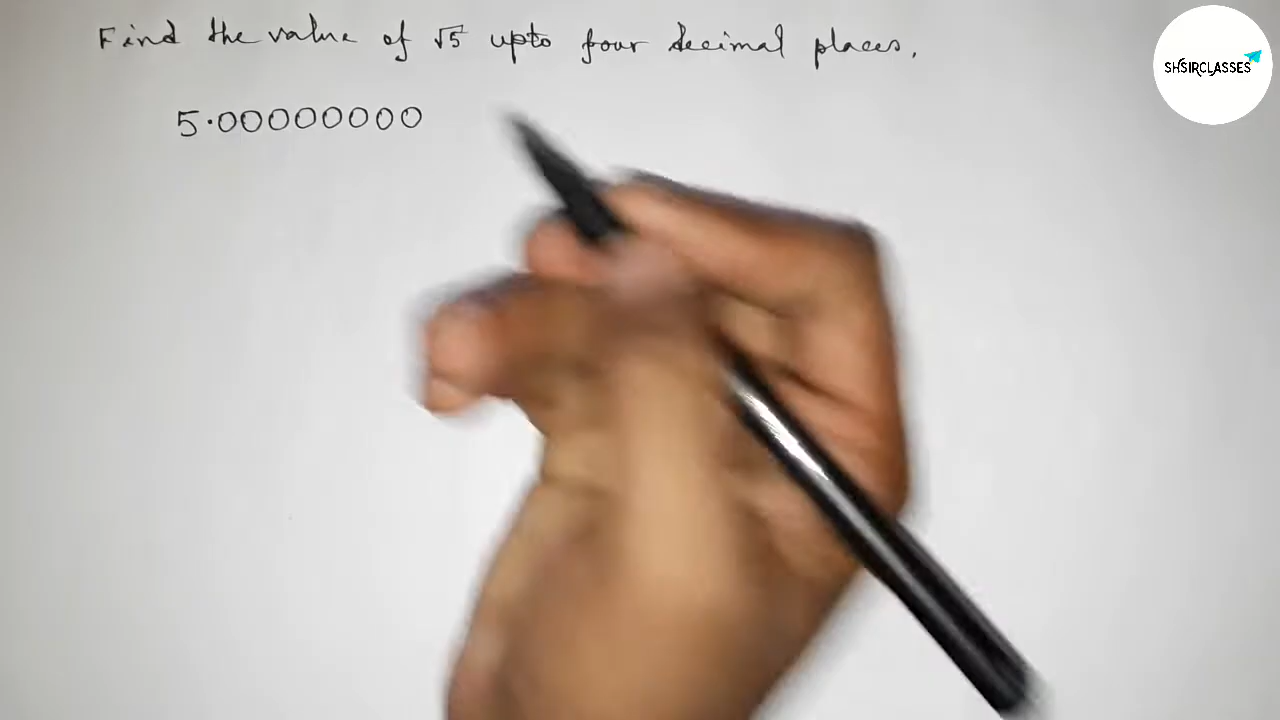 Find the value of √5 upto four decimal places.
5.00000000
SHSIRCLASSES